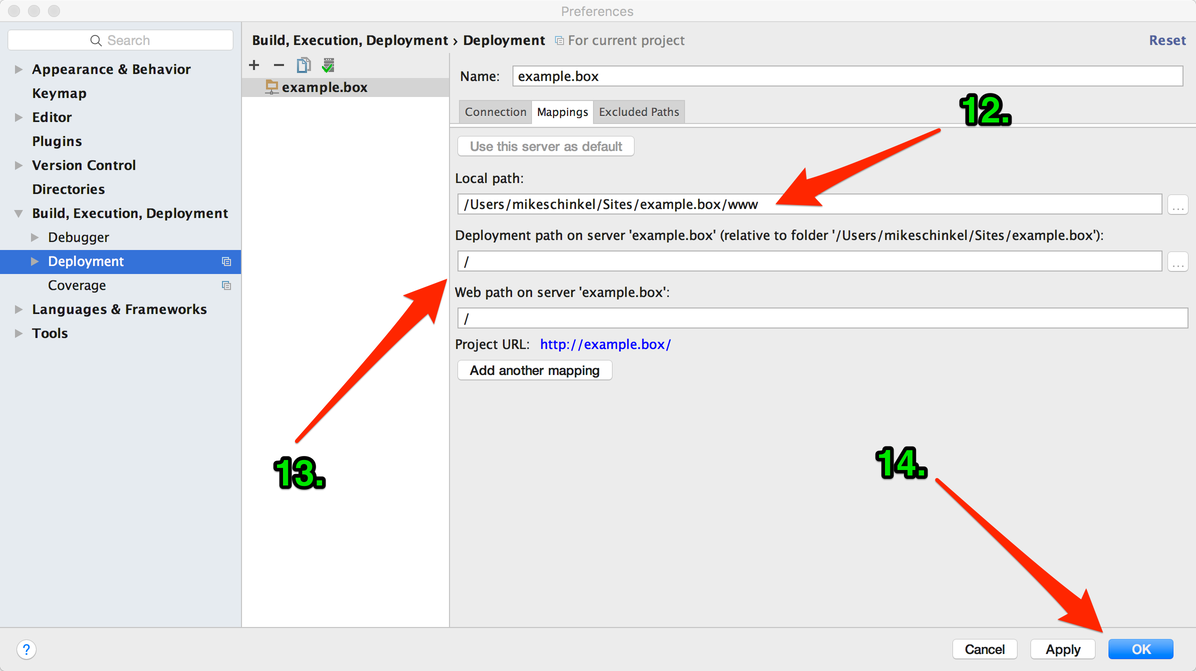 Preferences
Search
Appearance & Behavior
Keymap
Editor
Plugins
Version Control
Directories
Build, Execution, Deployment
Debugger
Deployment
Coverage
Languages & Frameworks
Tools
?
Build, Execution, Deployment › Deployment For current project Reset
example.box
Name: example.box
Connection Mappings Excluded Paths
12.
Use this server as default
Local path:
/Users/mikeschinkel/Sites/example.box/www ...
Deployment path on server 'example.box' (relative to folder '/Users/mikeschinkel/Sites/example.box'):
/ ...
Web path on server 'example.box':
/
Project URL: http://example.box/
Add another mapping
13.
14.
Cancel Apply OK